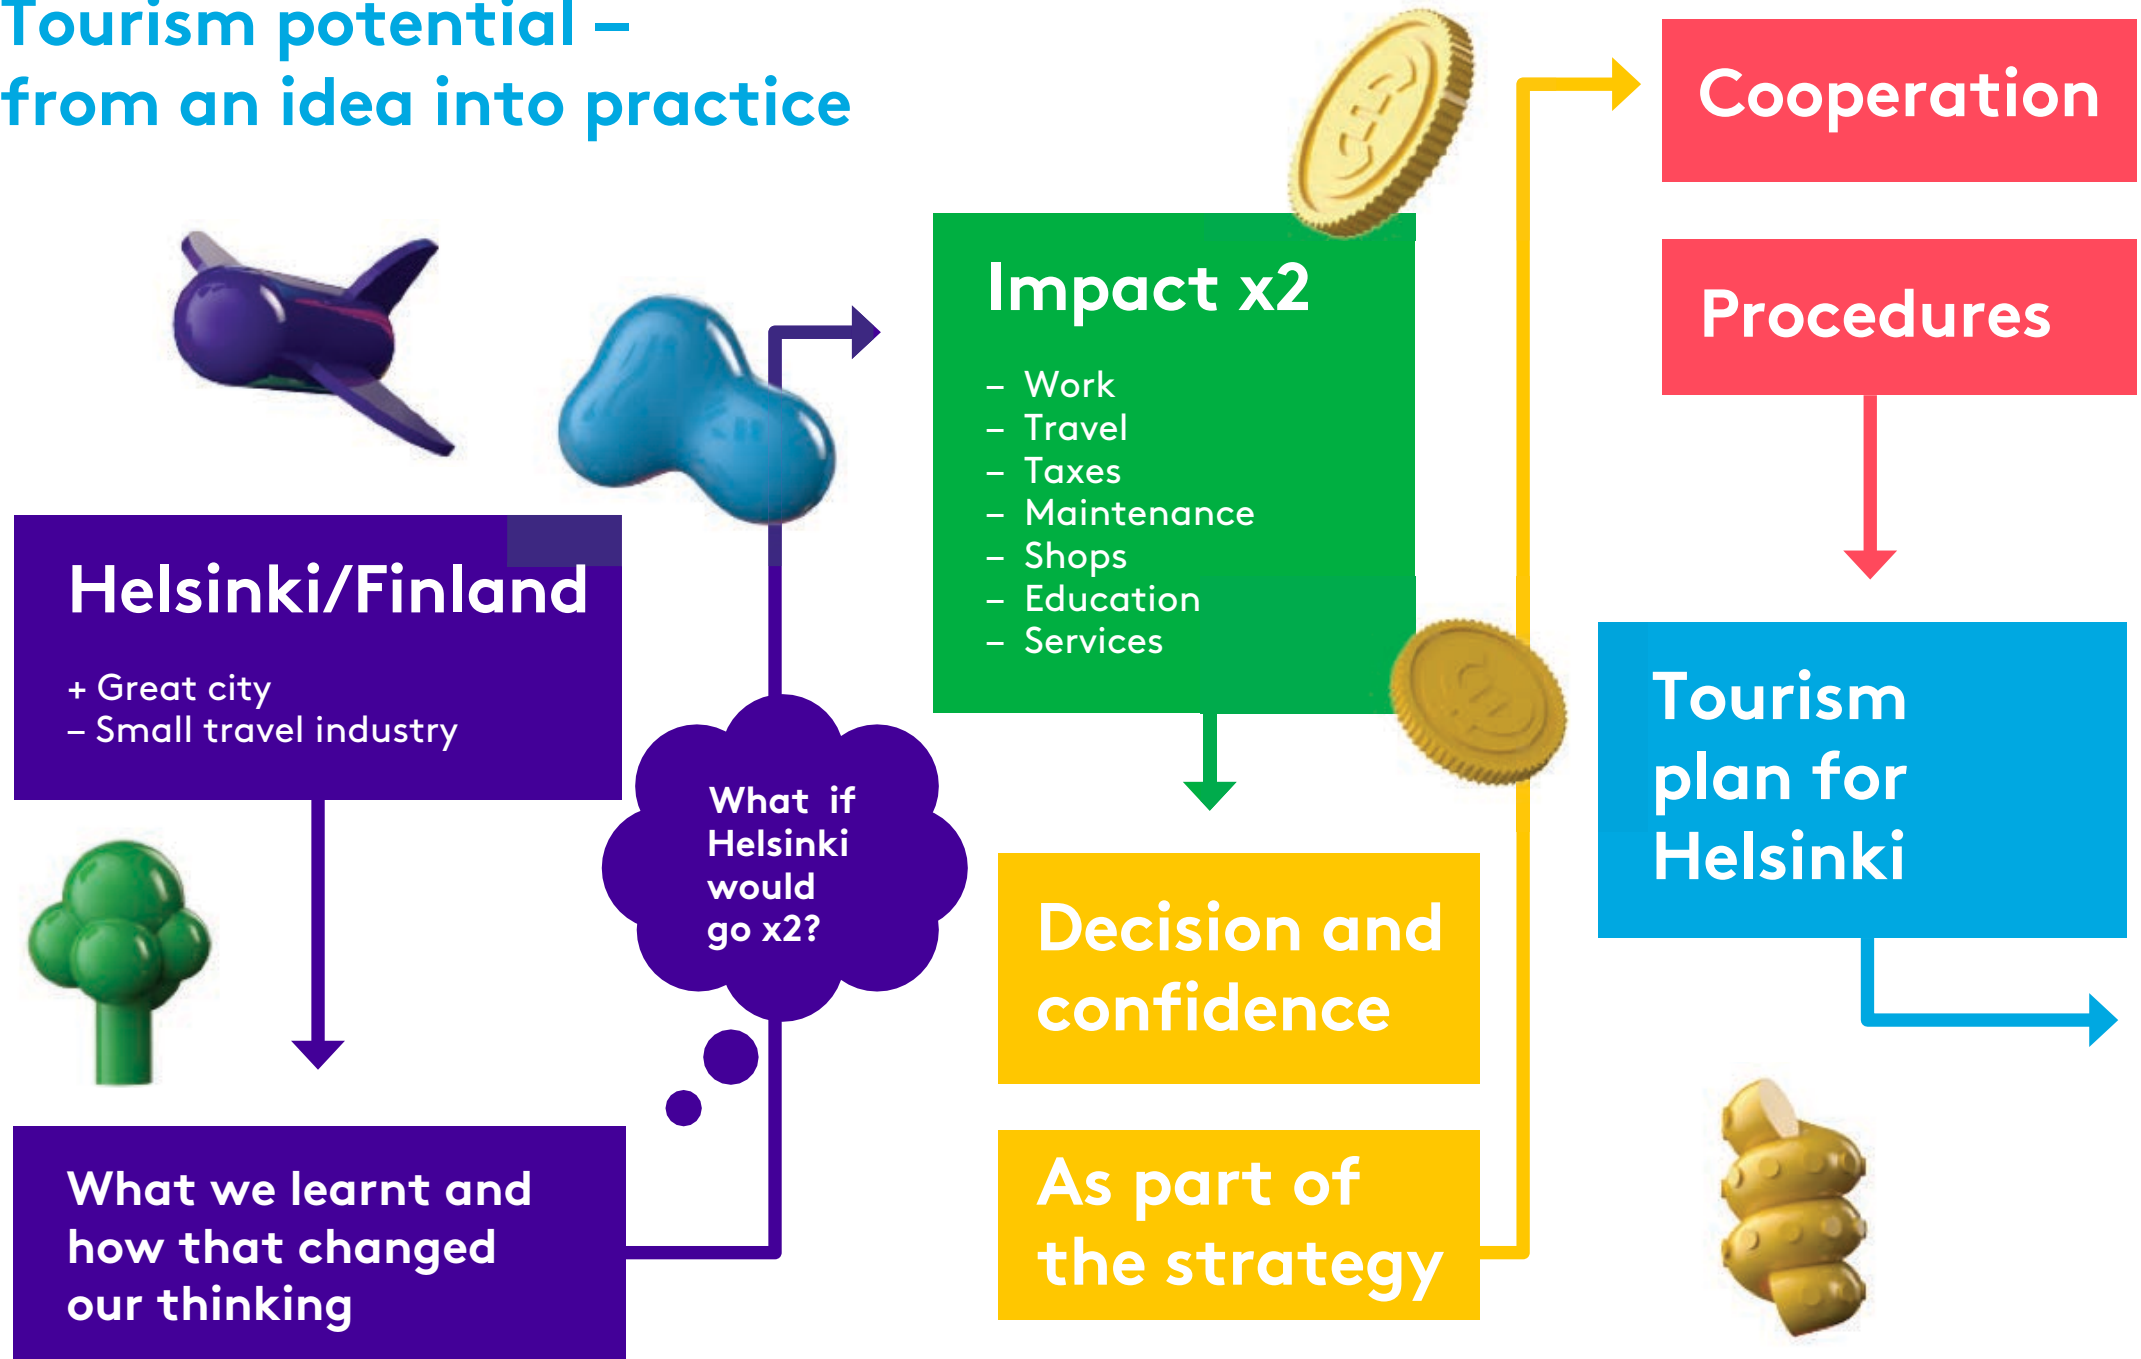 Tourism potential –
from an idea into practice
Helsinki/Finland
+ Great city
– Small travel industry
What we learnt and
how that changed
our thinking
What if
Helsinki
would
go x2?
Impact x2
– Work
– Travel
– Taxes
– Maintenance
– Shops
– Education
– Services
Decision and
confidence
As part of
the strategy
Cooperation
Procedures
Tourism
plan for
Helsinki